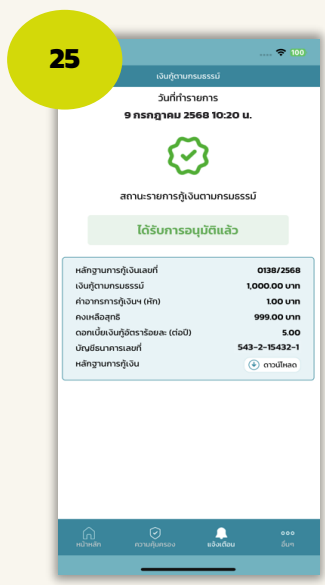 25
100
เงินกู้ตามกรมธรรม์
วันที่ทำรายการ
9 กรกฎาคม 2568 10:20 น.
สถานะรายการกู้เงินตามกรมธรรม์
ได้รับการอนุมัติแล้ว
หลักฐานการกู้เงินเลขที่ 0138/2568
เงินกู้ตามกรมธรรม์ 1,000.00 บาท
ค่าอากรการกู้เงินฯ (หัก) 1.00 บาท
คงเหลือสุทธิ 999.00 บาท
ดอกเบี้ยเงินกู้อัตราร้อยละ (ต่อปี) 5.00
บัญชีธนาคารเลขที่ 543-2-15432-1
หลักฐานการกู้เงิน ดาวน์โหลด
หน้าหลัก ความคุ้มครอง แจ้งเตือน อื่นๆ